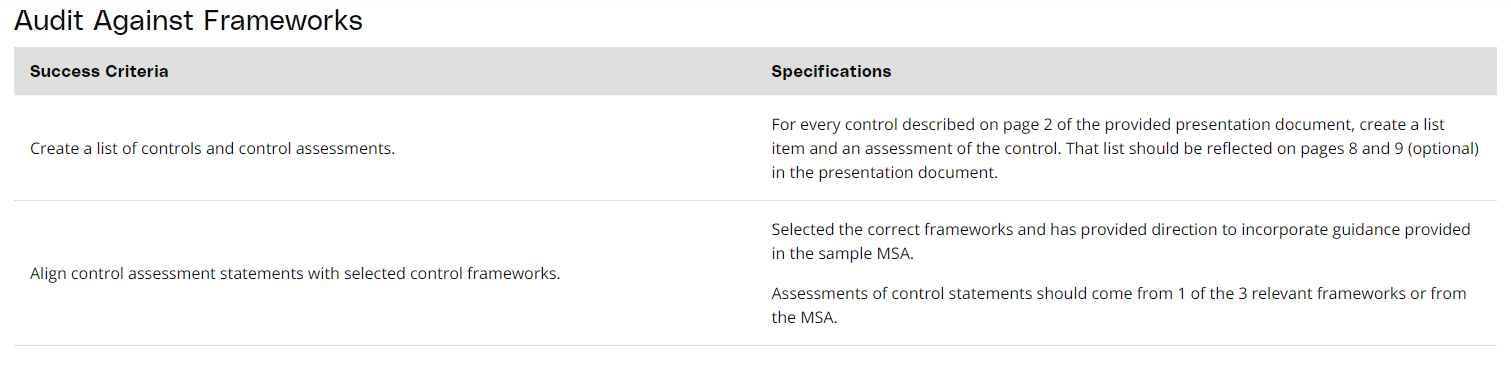 Audit Against Frameworks
Success Criteria
Specifications
Create a list of controls and control assessments.
For every control described on page 2 of the provided presentation document, create a list
item and an assessment of the control. That list should be reflected on pages 8 and 9 (optional)
in the presentation document.
Align control assessment statements with selected control frameworks.
Selected the correct frameworks and has provided direction to incorporate guidance provided
in the sample MSA.
Assessments of control statements should come from 1 of the 3 relevant frameworks or from
the MSA.